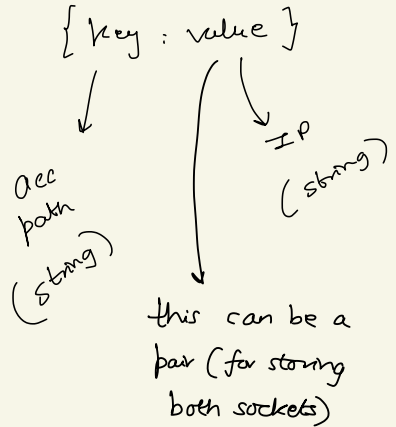 { key : value }
acc
path
(string)
IP
(string)
this can be a
pair (for storing
both sockets)